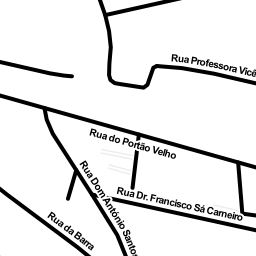 Rua Professora Vicê
Rua do Portão Velho
Rua Dom António Santos
Rua Dr. Francisco Sá Carneiro
Rua da Barra